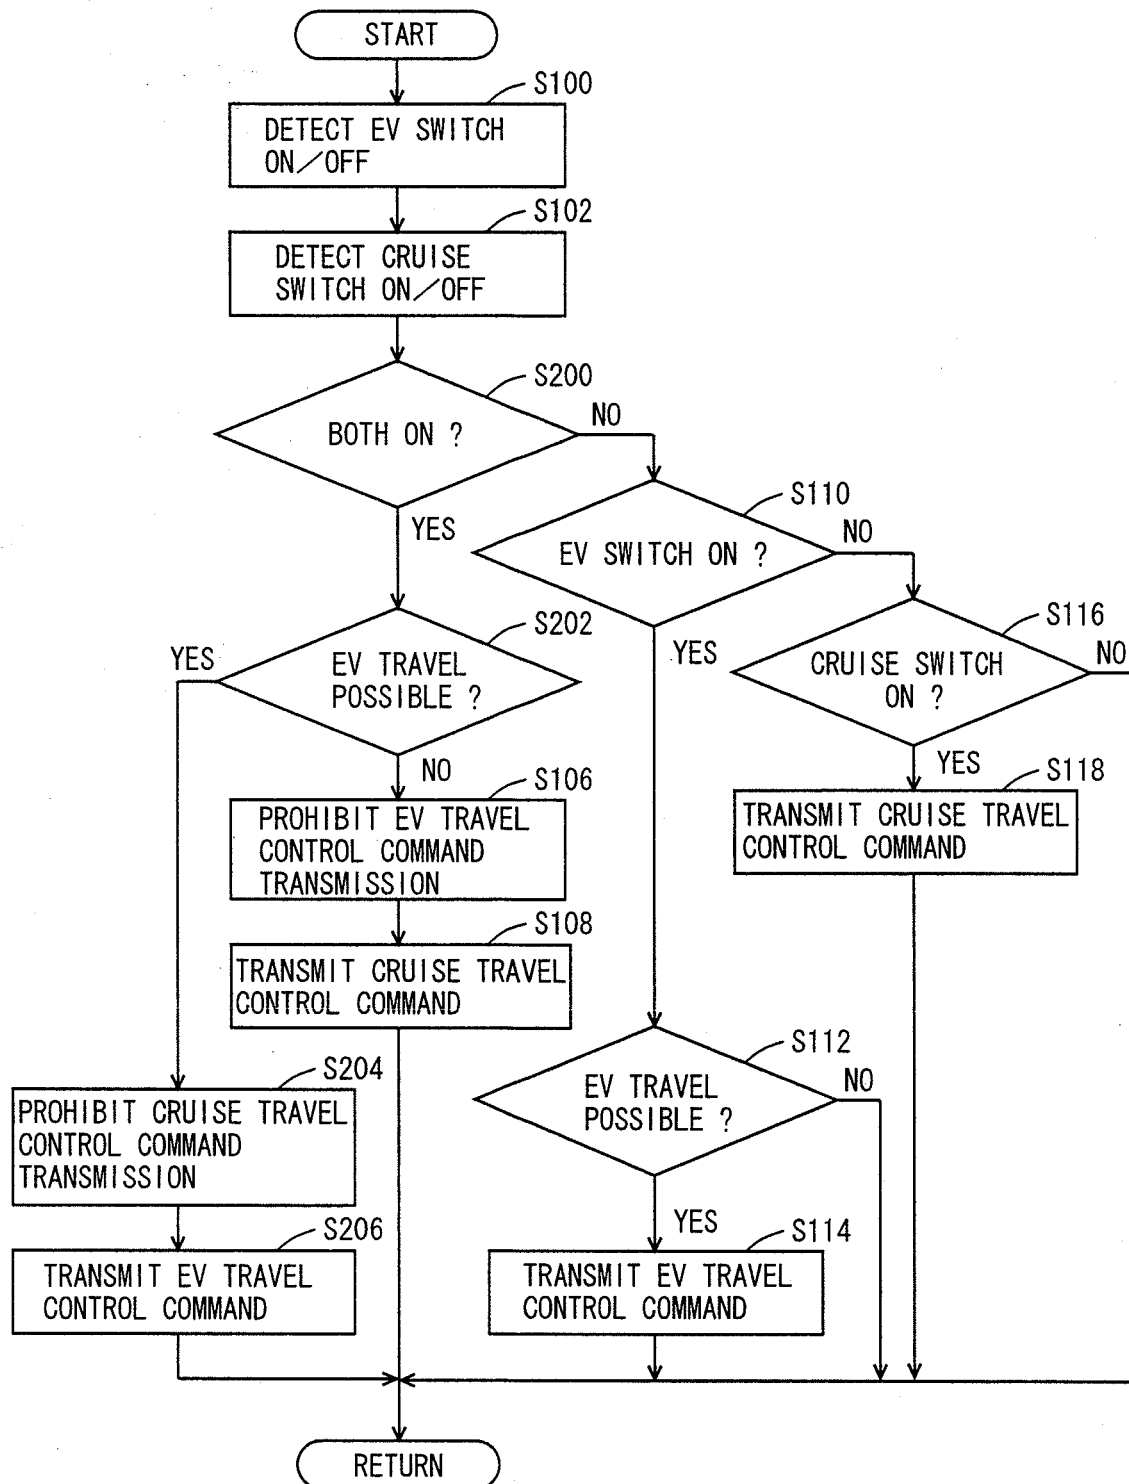 START
S100
DETECT EV SWITCH
ON/OFF
S102
DETECT CRUISE
SWITCH ON/OFF
S200
BOTH ON ?
NO
YES
S110
EV SWITCH ON ?
NO
YES
S202
EV TRAVEL
POSSIBLE ?
YES
NO
S116
CRUISE SWITCH
ON ?
NO
YES
S106
PROHIBIT EV TRAVEL
CONTROL COMMAND
TRANSMISSION
S118
TRANSMIT CRUISE TRAVEL
CONTROL COMMAND
S108
TRANSMIT CRUISE TRAVEL
CONTROL COMMAND
S112
EV TRAVEL
POSSIBLE ?
NO
YES
S204
PROHIBIT CRUISE TRAVEL
CONTROL COMMAND
TRANSMISSION
S206
TRANSMIT EV TRAVEL
CONTROL COMMAND
S114
TRANSMIT EV TRAVEL
CONTROL COMMAND
RETURN